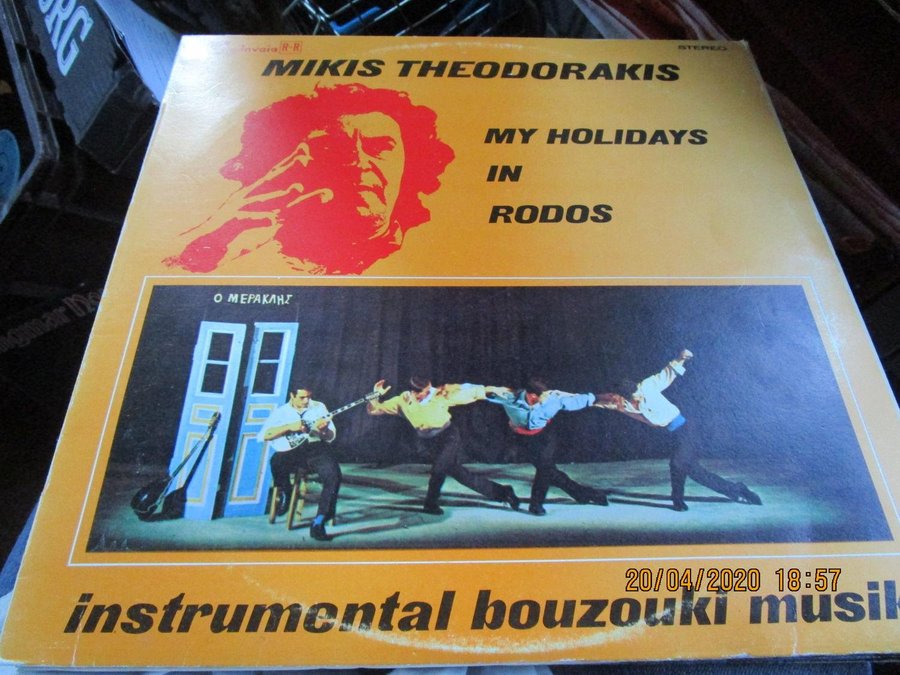 R-R
STEREO
MIKIS THEODORAKIS
MY HOLIDAYS
IN
RODOS
Ο ΜΕΡΑΚΛΗΣ
instrumental bouzouki musik
20/04/2020 18:57